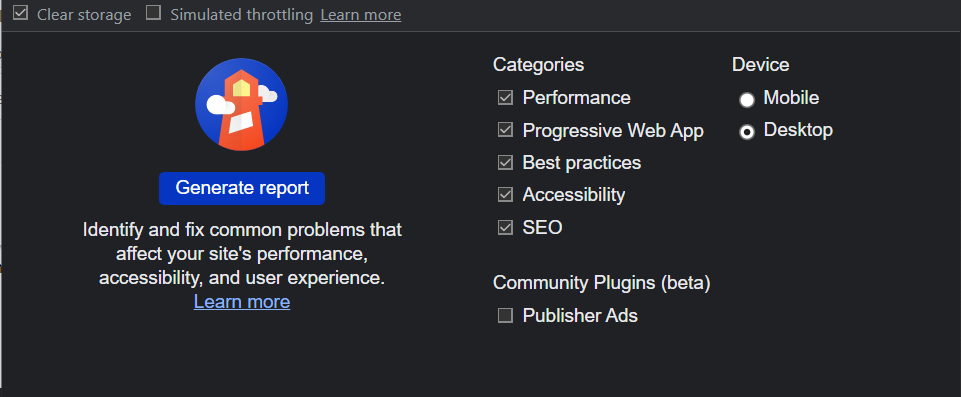 Clear storage Simulated throttling Learn more
Categories
Performance
Progressive Web App
Best practices
Accessibility
SEO
Community Plugins (beta)
Publisher Ads
Device
Mobile
Desktop
Generate report
Identify and fix common problems that
affect your site's performance,
accessibility, and user experience.
Learn more